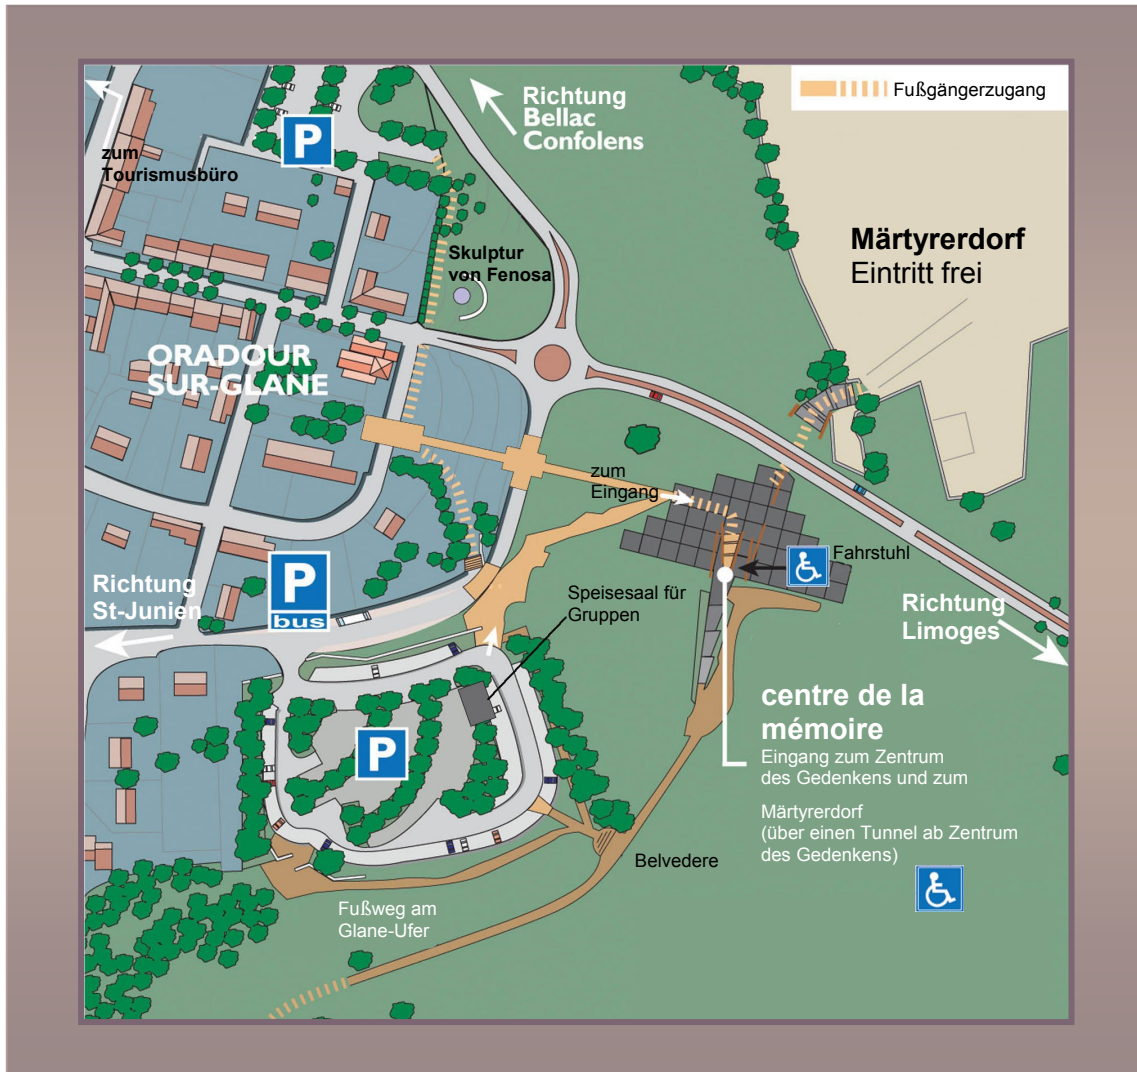 Fußgängerzugang
Richtung
Bellac
Confolens
P
zum
Tourismusbüro
Märtyrerdorf
Eintritt frei
Skulptur
von Fenosa
ORADOUR
SUR-GLANE
zum
Eingang
Fahrstuhl
P
bus
Richtung
St-Junien
Speisesaal für
Gruppen
Richtung
Limoges
centre de la
mémoire
Eingang zum Zentrum
des Gedenkens und zum
Märtyrerdorf
(über einen Tunnel ab Zentrum
des Gedenkens)
P
Belvedere
Fußweg am
Glane-Ufer